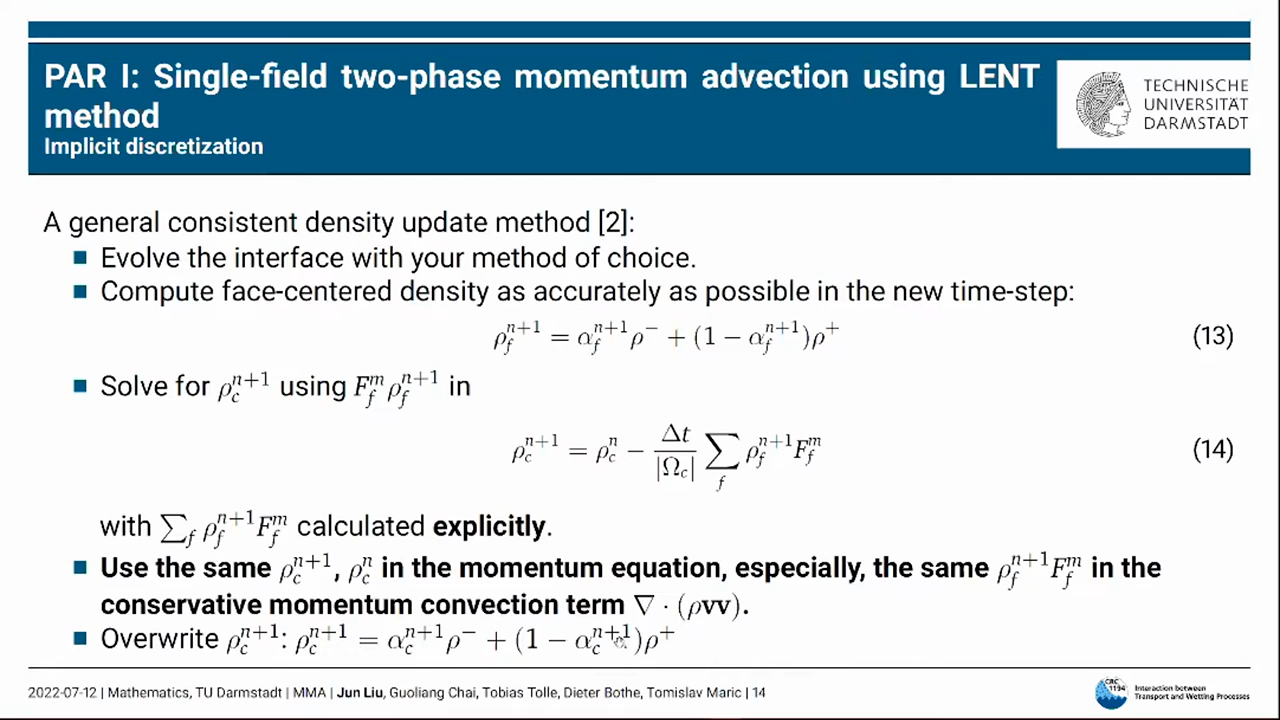 PAR I: Single-field two-phase momentum advection using LENT
method
Implicit discretization
TECHNISCHE
UNIVERSITÄT
DARMSTADT
A general consistent density update method [2]:
■ Evolve the interface with your method of choice.
■ Compute face-centered density as accurately as possible in the new time-step:
ρ_f^{n+1} = α_f^{n+1}ρ^− + (1 − α_f^{n+1})ρ^+ (13)
■ Solve for ρ_c^{n+1} using F_f^m ρ_f^{n+1} in
ρ_c^{n+1} = ρ_c^n − \frac{Δt}{|Ω_c|} ∑_f ρ_f^{n+1} F_f^m (14)
with ∑_f ρ_f^{n+1} F_f^m calculated explicitly.
■ Use the same ρ_c^{n+1}, ρ_c^n in the momentum equation, especially, the same ρ_f^{n+1} F_f^m in the
conservative momentum convection term ∇ · (ρvv).
■ Overwrite ρ_c^{n+1}: ρ_c^{n+1} = α_c^{n+1}ρ^− + (1 − α_c^{n+1})ρ^+
2022-07-12 | Mathematics, TU Darmstadt | MMA | Jun Liu, Guoliang Chai, Tobias Tolle, Dieter Bothe, Tomislav Maric | 14
CRC
1194
Interaction between
Transport and Wetting Processes